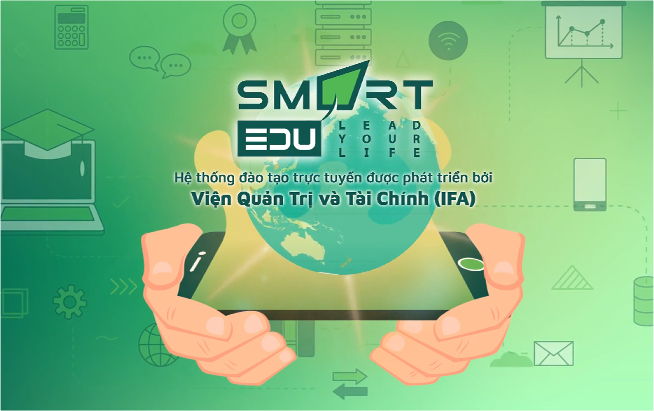 SMART
EDU
LEAD
YOUR
LIFE
Hệ thống đào tạo trực tuyến được phát triển bởi
Viện Quản Trị và Tài Chính (IFA)